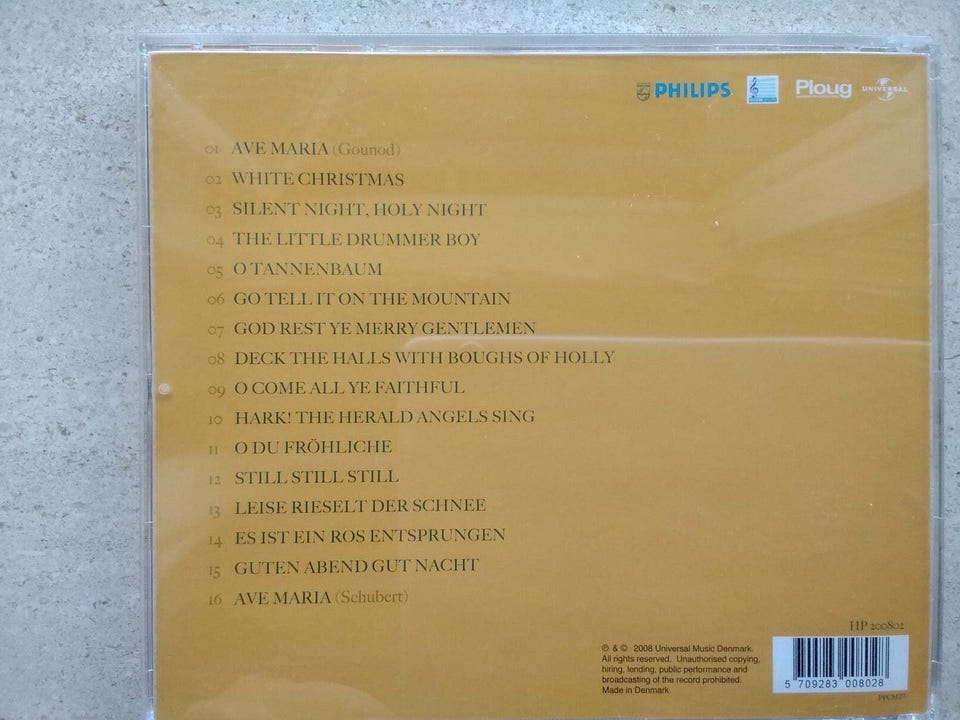 PHILIPS Ploug UNIVERSAL
01 AVE MARIA (Gounod)
02 WHITE CHRISTMAS
03 SILENT NIGHT, HOLY NIGHT
04 THE LITTLE DRUMMER BOY
05 O TANNENBAUM
06 GO TELL IT ON THE MOUNTAIN
07 GOD REST YE MERRY GENTLEMEN
08 DECK THE HALLS WITH BOUGHS OF HOLLY
09 O COME ALL YE FAITHFUL
10 HARK! THE HERALD ANGELS SING
11 O DU FRÖHLICHE
12 STILL STILL STILL
13 LEISE RIESELT DER SCHNEE
14 ES IST EIN ROS ENTSPRUNGEN
15 GUTEN ABEND GUT NACHT
16 AVE MARIA (Schubert)
HP 200802
℗ & © 2008 Universal Music Denmark.
All rights reserved. Unauthorised copying,
hiring, lending, public performance and
broadcasting of the record prohibited.
Made in Denmark
5 709283 008028